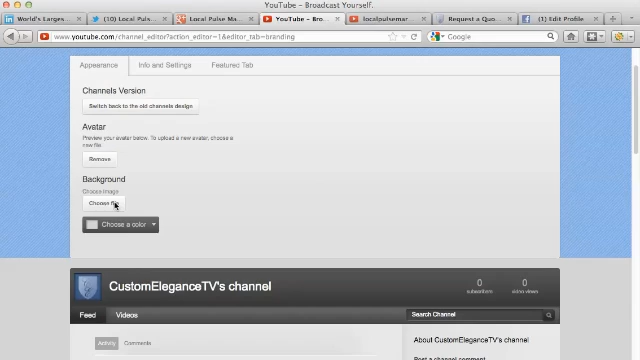 YouTube – Broadcast Yourself.
World's Larges...
(10) Local Puls...
Local Pulse Ma...
YouTube – Bro...
localpulsemar...
Request a Quo...
Edit Profile
www.youtube.com/channel_editor?action_editor=1&editor_tab=branding
Google
Appearance
Info and Settings
Featured Tab
Channels Version
Switch back to the old channels design
Avatar
Preview your avatar below. To upload a new avatar, choose a
new file.
Remove
Background
Choose image
Choose file
Choose a color
CustomEleganceTV's channel
0
subscribers
0
video views
Feed
Videos
Search Channel
Activity
Comments
About CustomEleganceTV's channel
Post a channel comment